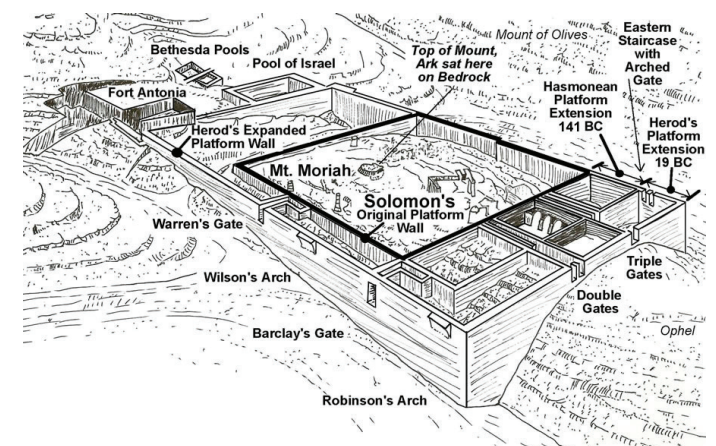 Mount of Olives
Eastern
Staircase
with
Arched
Gate
Bethesda Pools
Pool of Israel
Top of Mount,
Ark sat here
on Bedrock
Hasmonean
Platform
Extension
141 BC
Herod's
Platform
Extension
19 BC
Fort Antonia
Herod's Expanded
Platform Wall
Mt. Moriah
Solomon's
Original Platform
Wall
Warren's Gate
Wilson's Arch
Barclay's Gate
Robinson's Arch
Triple
Gates
Double
Gates
Ophel